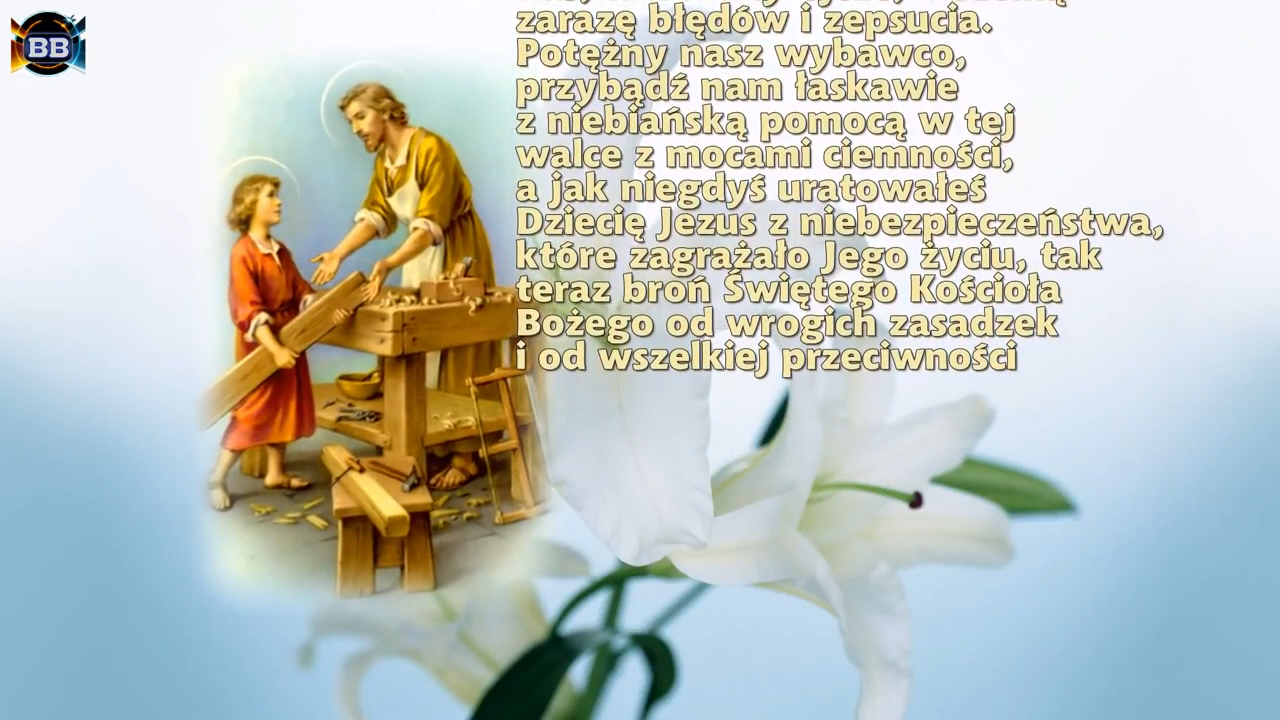 BB
zarazę błędów i zepsucia.
Potężny nasz wybawco,
przybądź nam łaskawie
z niebiańską pomocą w tej
walce z mocami ciemności,
a jak niegdyś uratowałeś
Dziecię Jezus z niebezpieczeństwa,
które zagrażało Jego życiu, tak
teraz broń Świętego Kościoła
Bożego od wrogich zasadzek
i od wszelkiej przeciwności